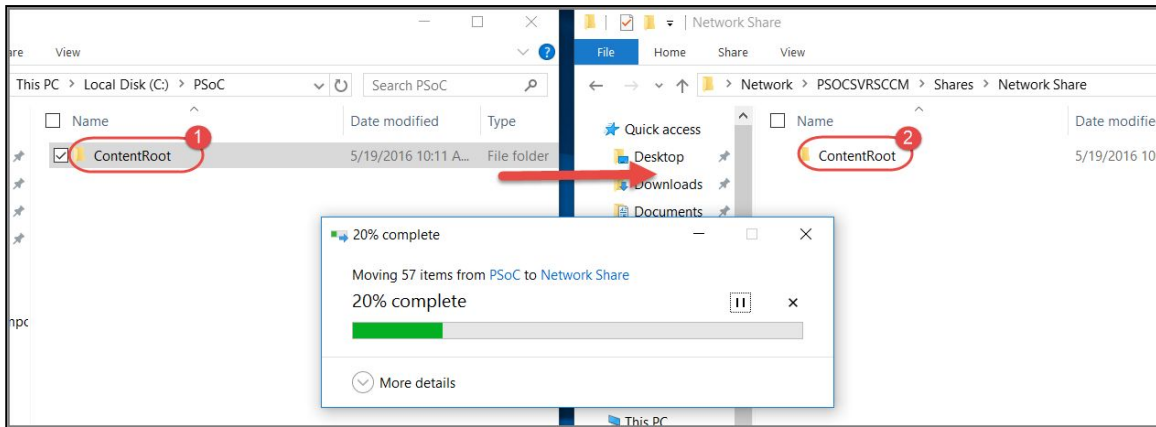 are View
This PC > Local Disk (C:) > PSoC
Search PSoC
Name Date modified Type
1
ContentRoot 5/19/2016 10:11 A... File folder
Network Share
File Home Share View
> Network > PSOCSVRSCCM > Shares > Network Share
Quick access
Desktop
Downloads
Documents
This PC
Name Date modifie
2
ContentRoot 5/19/2016 10
20% complete
Moving 57 items from PSoC to Network Share
20% complete
More details